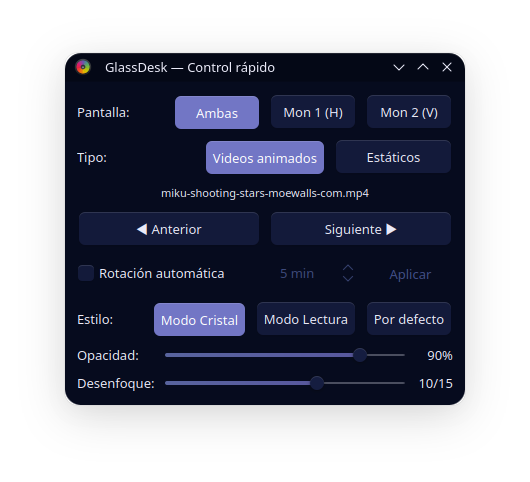 GlassDesk — Control rápido
Pantalla: Ambas Mon 1 (H) Mon 2 (V)
Tipo: Videos animados Estáticos
miku-shooting-stars-moewalls-com.mp4
◀ Anterior Siguiente ▶
Rotación automática 5 min Aplicar
Estilo: Modo Cristal Modo Lectura Por defecto
Opacidad: 90%
Desenfoque: 10/15